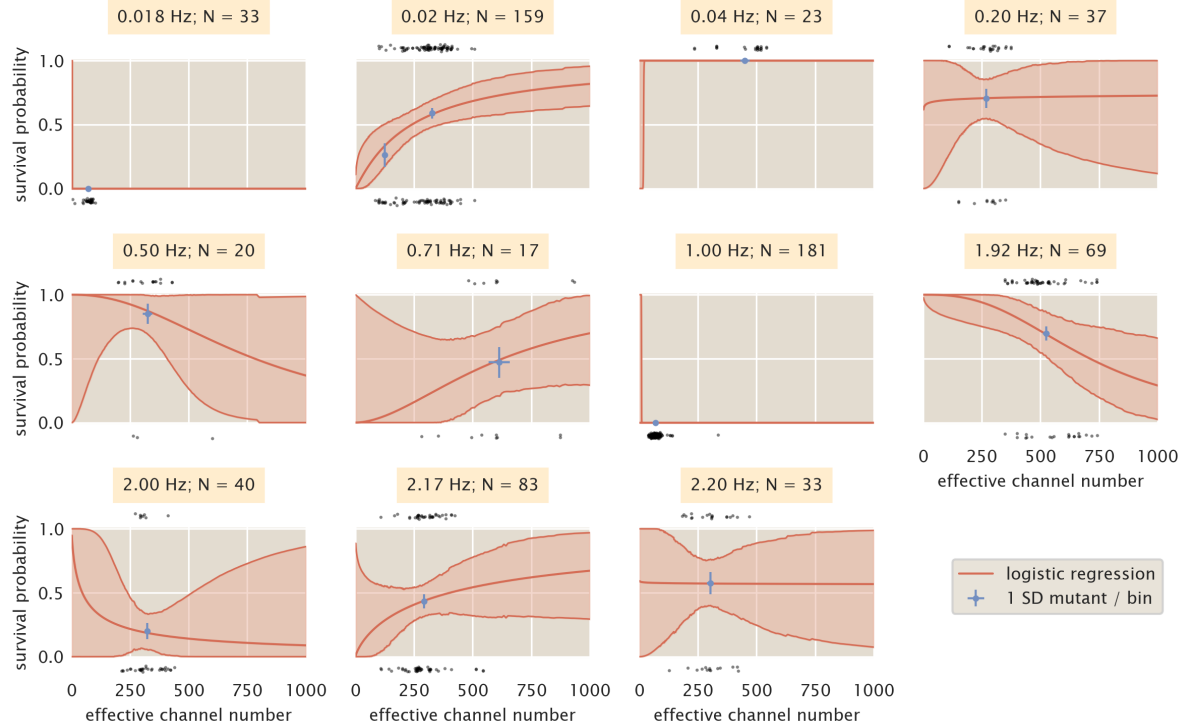 0.018 Hz; N = 33
0.02 Hz; N = 159
0.04 Hz; N = 23
0.20 Hz; N = 37
survival probability
1.0
0.5
0.0
0.50 Hz; N = 20
0.71 Hz; N = 17
1.00 Hz; N = 181
1.92 Hz; N = 69
survival probability
1.0
0.5
0.0
0 250 500 750 1000
effective channel number
2.00 Hz; N = 40
2.17 Hz; N = 83
2.20 Hz; N = 33
survival probability
1.0
0.5
0.0
0 250 500 750 1000
effective channel number
0 250 500 750 1000
effective channel number
0 250 500 750 1000
effective channel number
logistic regression
1 SD mutant / bin